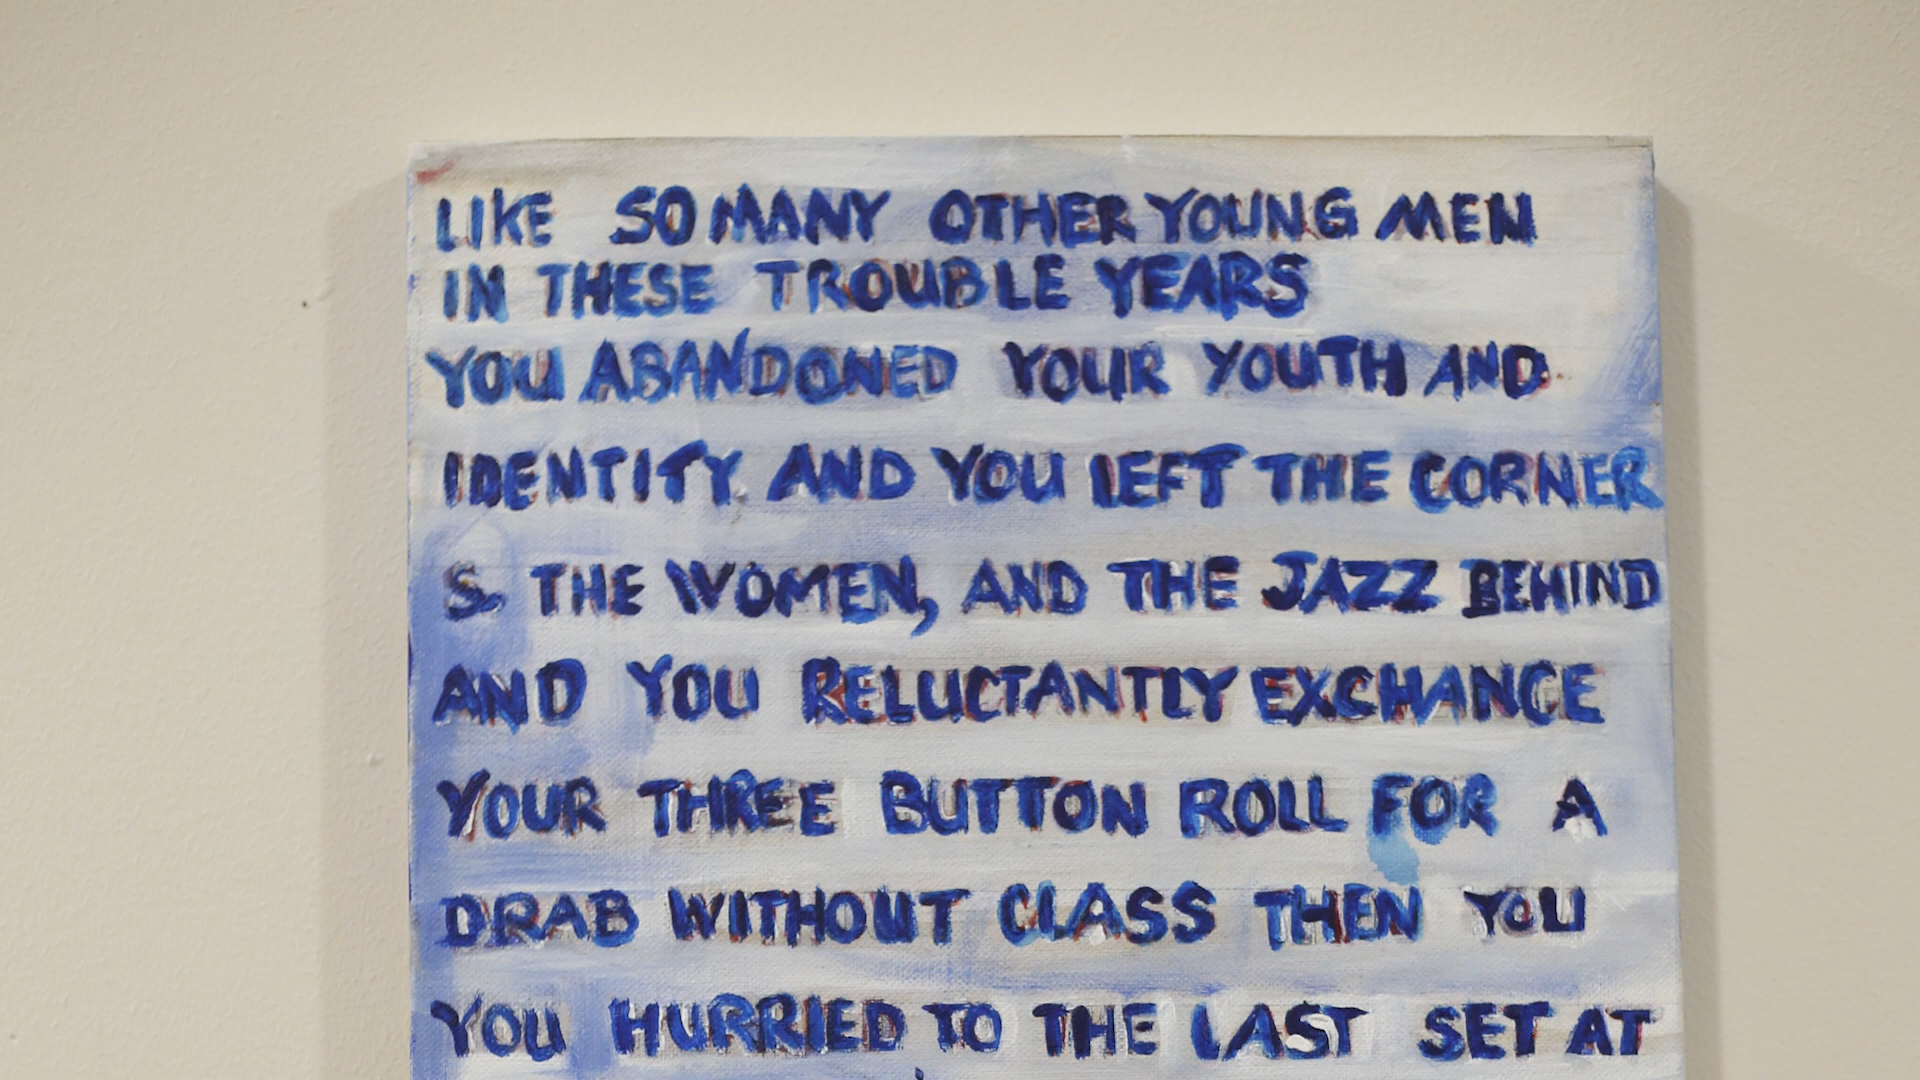 LIKE SO MANY OTHER YOUNG MEN
IN THESE TROUBLE YEARS
YOU ABANDONED YOUR YOUTH AND
IDENTITY AND YOU LEFT THE CORNER
S. THE WOMEN, AND THE JAZZ BEHIND
AND YOU RELUCTANTLY EXCHANGE
YOUR THREE BUTTON ROLL FOR A
DRAB WITHOUT CLASS THEN YOU
YOU HURRIED TO THE LAST SET AT